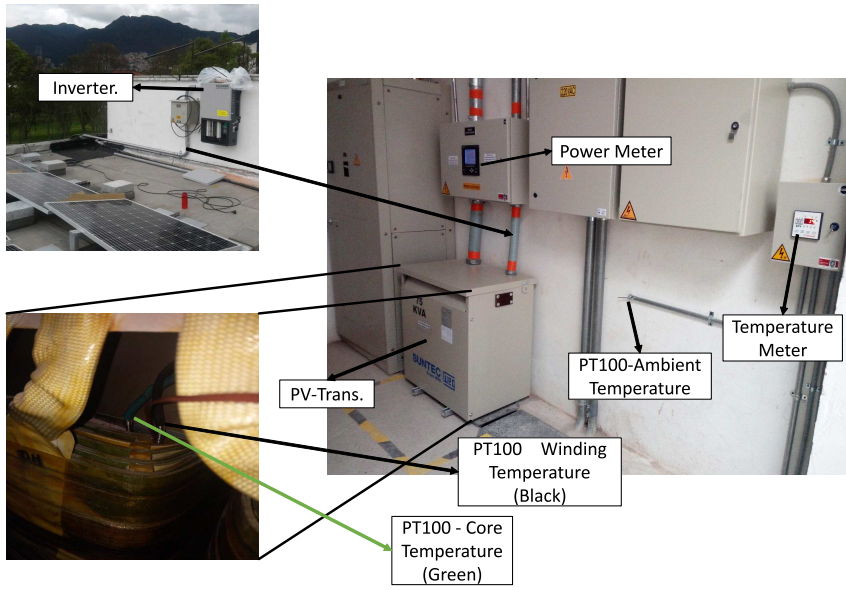 Inverter.
Power Meter
Temperature
Meter
PT100-Ambient
Temperature
75
KVA
SUNTEC
PV-Trans.
PT100 Winding
Temperature
(Black)
PT100 - Core
Temperature
(Green)